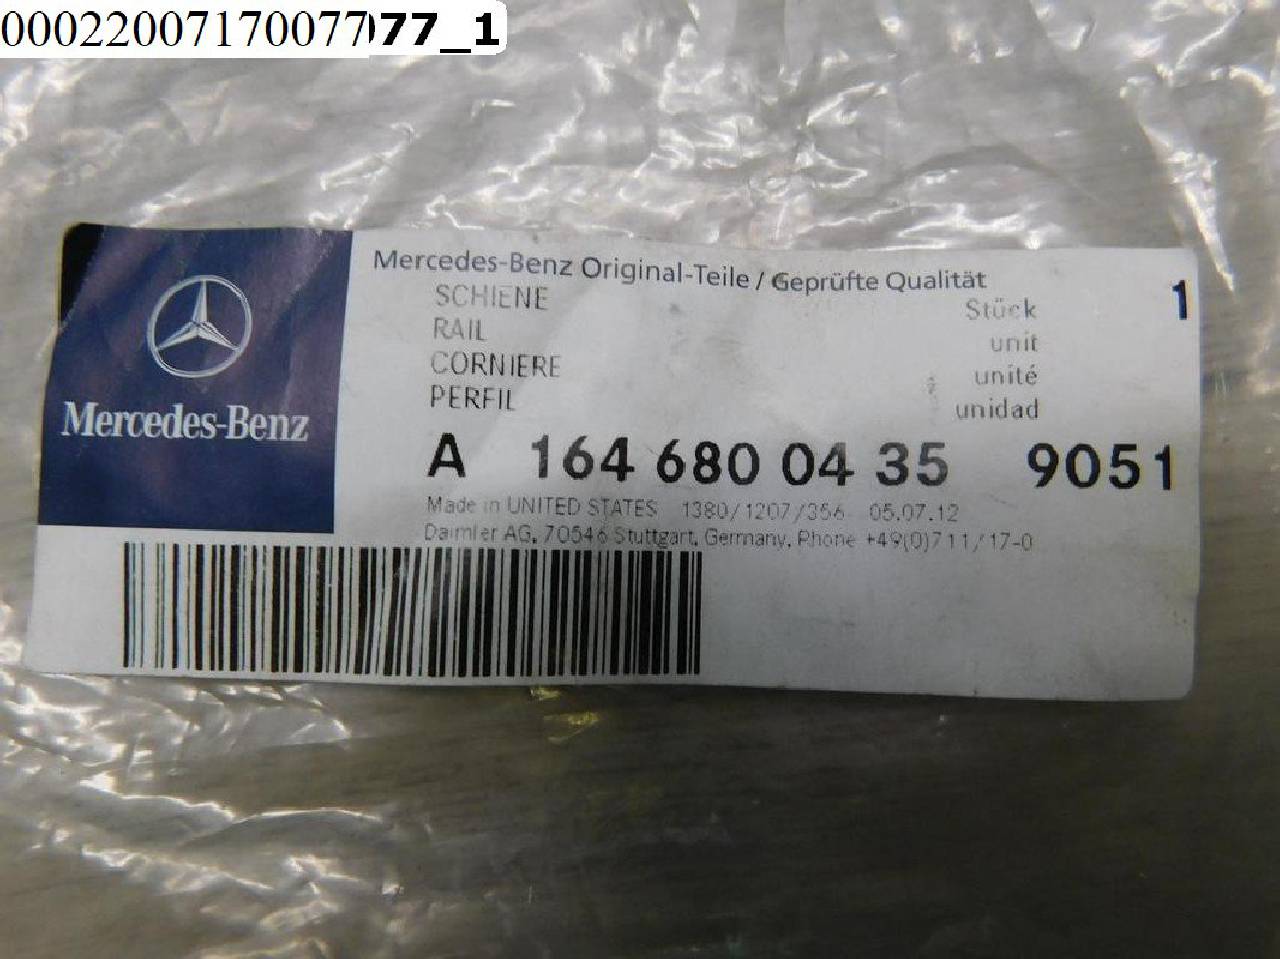 00022007170077077_1
Mercedes-Benz
Mercedes-Benz Original-Teile / Geprüfte Qualität
SCHIENE
RAIL
CORNIERE
PERFIL
Stück 1
unit
unité
unidad
A 164 680 04 35 9051
Made in UNITED STATES 1380/1207/356 05.07.12
Daimler AG, 70546 Stuttgart, Germany, Phone +49(0)711/17-0